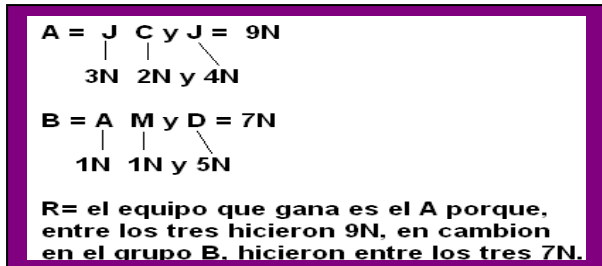 A = J C y J = 9N
3N 2N y 4N
B = A M y D = 7N
1N 1N y 5N
R= el equipo que gana es el A porque,
entre los tres hicieron 9N, en cambion
en el grupo B, hicieron entre los tres 7N.